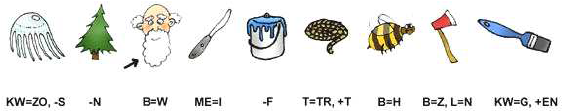 KW=ZO, -S -N B=W ME=I -F T=TR, +T B=H B=Z, L=N KW=G, +EN